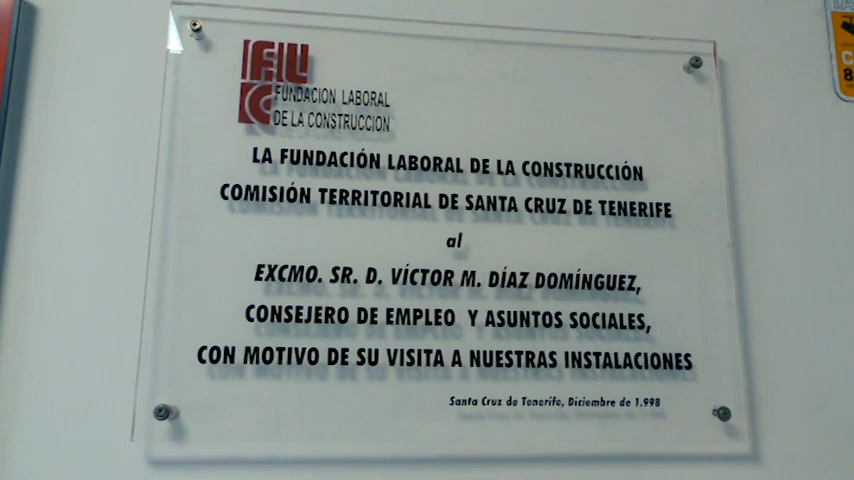 FLC
FUNDACION LABORAL
DE LA CONSTRUCCION
LA FUNDACIÓN LABORAL DE LA CONSTRUCCIÓN
COMISIÓN TERRITORIAL DE SANTA CRUZ DE TENERIFE
al
EXCMO. SR. D. VÍCTOR M. DÍAZ DOMÍNGUEZ,
CONSEJERO DE EMPLEO Y ASUNTOS SOCIALES,
CON MOTIVO DE SU VISITA A NUESTRAS INSTALACIONES
Santa Cruz de Tenerife, Diciembre de 1.998